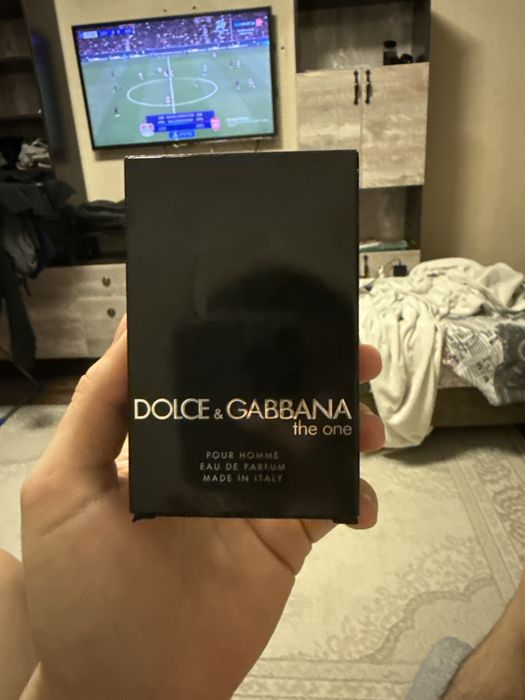 DOLCE & GABBANA
the one
POUR HOMME
EAU DE PARFUM
MADE IN ITALY